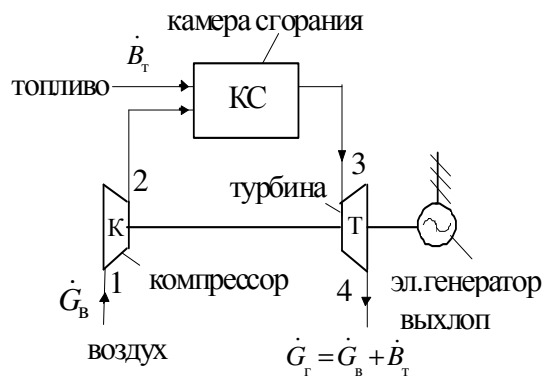 камера сгорания
Ḃт
топливо
КС
2
3
турбина
К
Т
1
компрессор
4
эл.генератор
Ġв
выхлоп
воздух
Ġг = Ġв + Ḃт